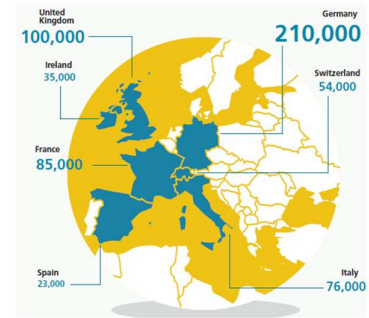 United
Kingdom
100,000
Ireland
35,000
France
85,000
Spain
23,000
Germany
210,000
Switzerland
54,000
Italy
76,000